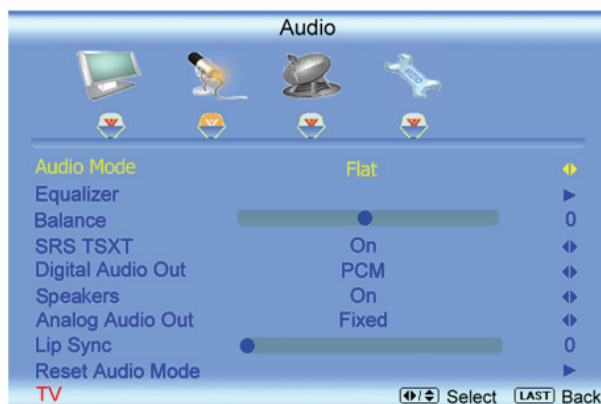 Audio
Audio Mode Flat
Equalizer
Balance 0
SRS TSXT On
Digital Audio Out PCM
Speakers On
Analog Audio Out Fixed
Lip Sync 0
Reset Audio Mode
TV Select LAST Back